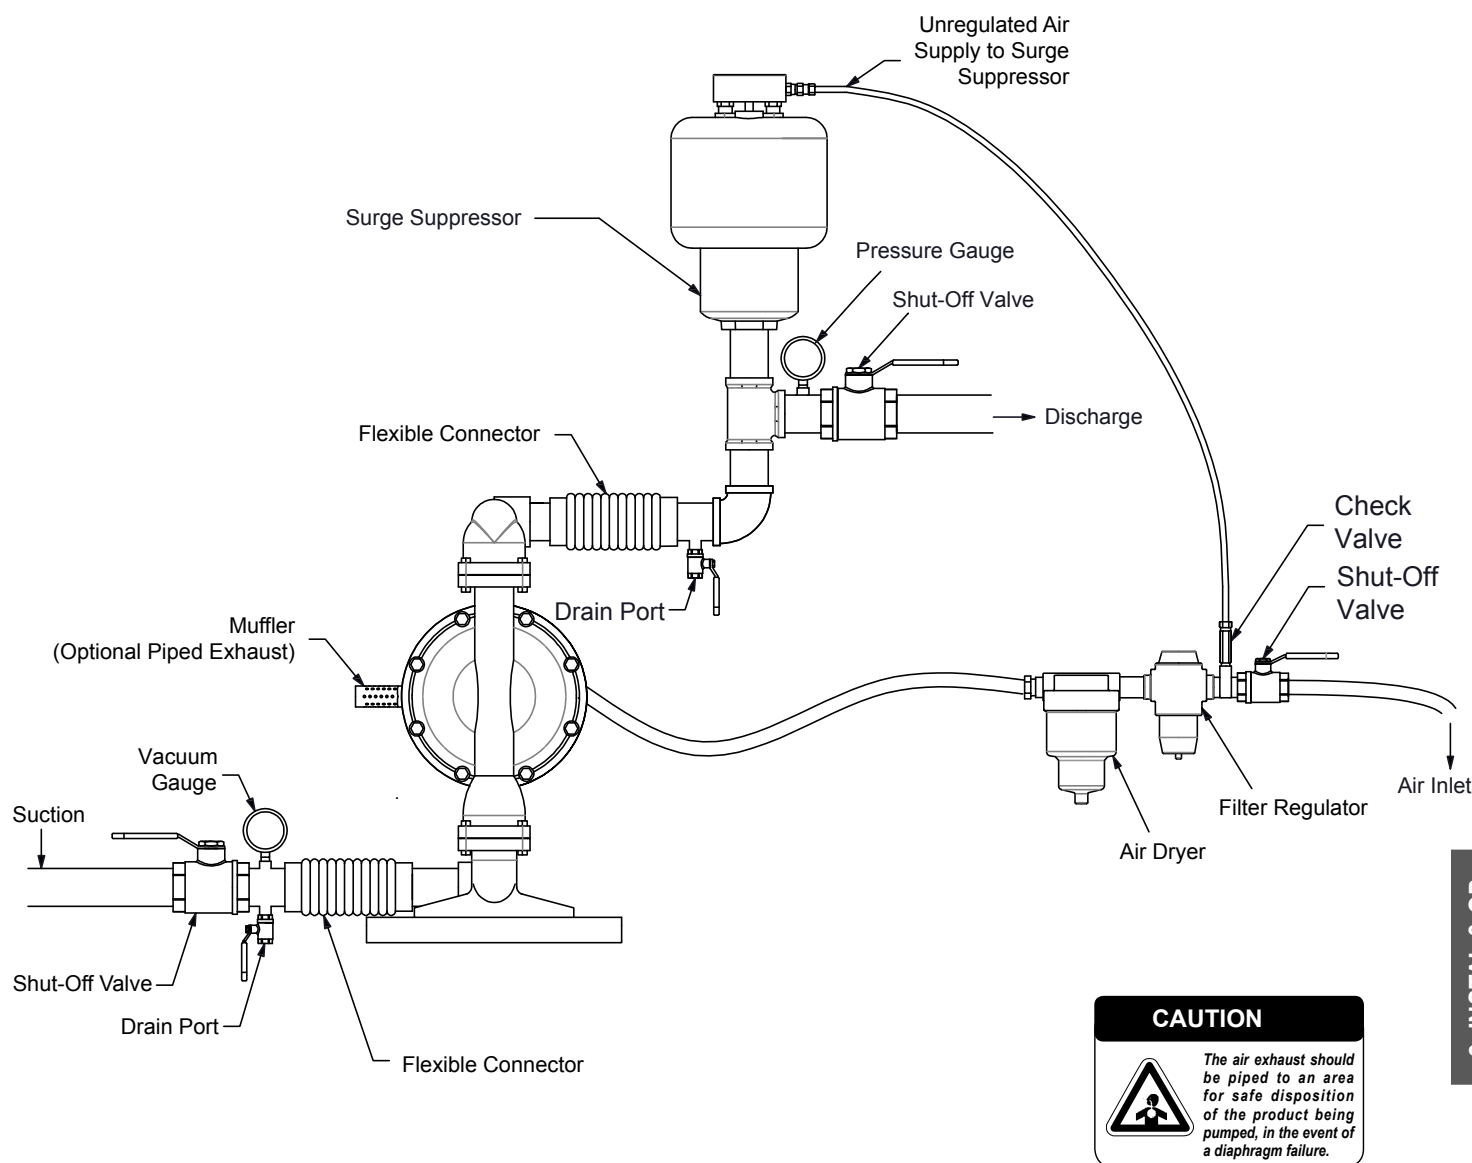 Unregulated Air
Supply to Surge
Suppressor
Surge Suppressor
Pressure Gauge
Shut-Off Valve
Discharge
Flexible Connector
Check
Valve
Shut-Off
Valve
Drain Port
Muffler
(Optional Piped Exhaust)
Vacuum
Gauge
Suction
Air Inlet
Filter Regulator
Air Dryer
Shut-Off Valve
Drain Port
Flexible Connector
CAUTION
The air exhaust should
be piped to an area
for safe disposition
of the product being
pumped, in the event of
a diaphragm failure.